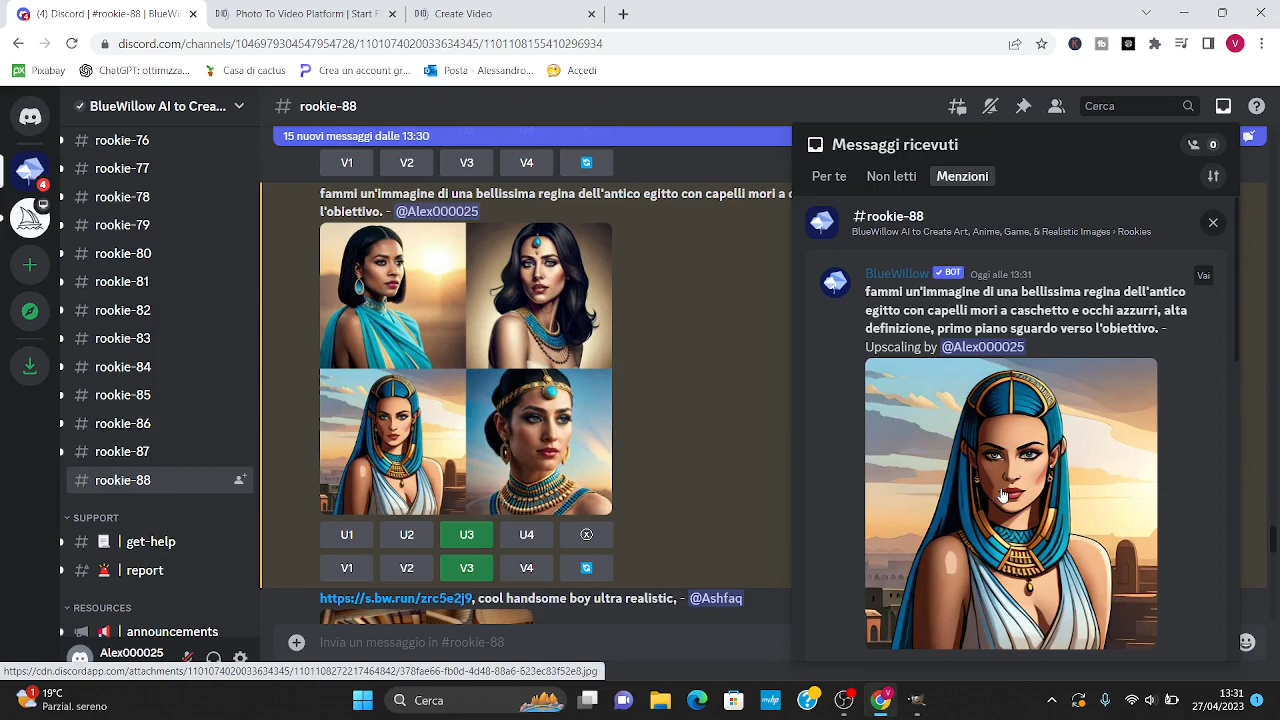 (4) Discord | #rookie-88 | "BlueW
Photo To Video Platform | Start F
Create Video
discord.com/channels/1046979304547954728/1101074020033634345/1101108155410296934
Pixabay
ChatGPT: ottimizza...
Casa di cactus
Crea un account gr...
Posta - Alessandro...
Accedi
BlueWillow AI to Crea...
rookie-88
Cerca
15 nuovi messaggi dalle 13:30
rookie-76
rookie-77
rookie-78
rookie-79
rookie-80
rookie-81
rookie-82
rookie-83
rookie-84
rookie-85
rookie-86
rookie-87
rookie-88
SUPPORT
| get-help
| report
RESOURCES
| announcements
Alex000025
V1 V2 V3 V4
fammi un'immagine di una bellissima regina dell'antico egitto con capelli mori a c
l'obiettivo. - @Alex000025
U1 U2 U3 U4
V1 V2 V3 V4
https://s.bw.run/zrc5e2j9, cool handsome boy ultra realistic, - @Ashfaq
Invia un messaggio in #rookie-88
Messaggi ricevuti
0
Per te Non letti Menzioni
#rookie-88
BlueWillow AI to Create Art, Anime, Game, & Realistic Images › Rookies
BlueWillow ✓ BOT Oggi alle 13:31
Vai
fammi un'immagine di una bellissima regina dell'antico
egitto con capelli mori a caschetto e occhi azzurri, alta
definizione, primo piano sguardo verso l'obiettivo. -
Upscaling by @Alex000025
https://cdn.discordapp.com/attachments/1101074020033634345/1101108272217464842/378fae66-fb0d-4d48-88a6-623ec83f52e8.jpg
19°C
Parzial. sereno
Cerca
13:31
27/04/2023